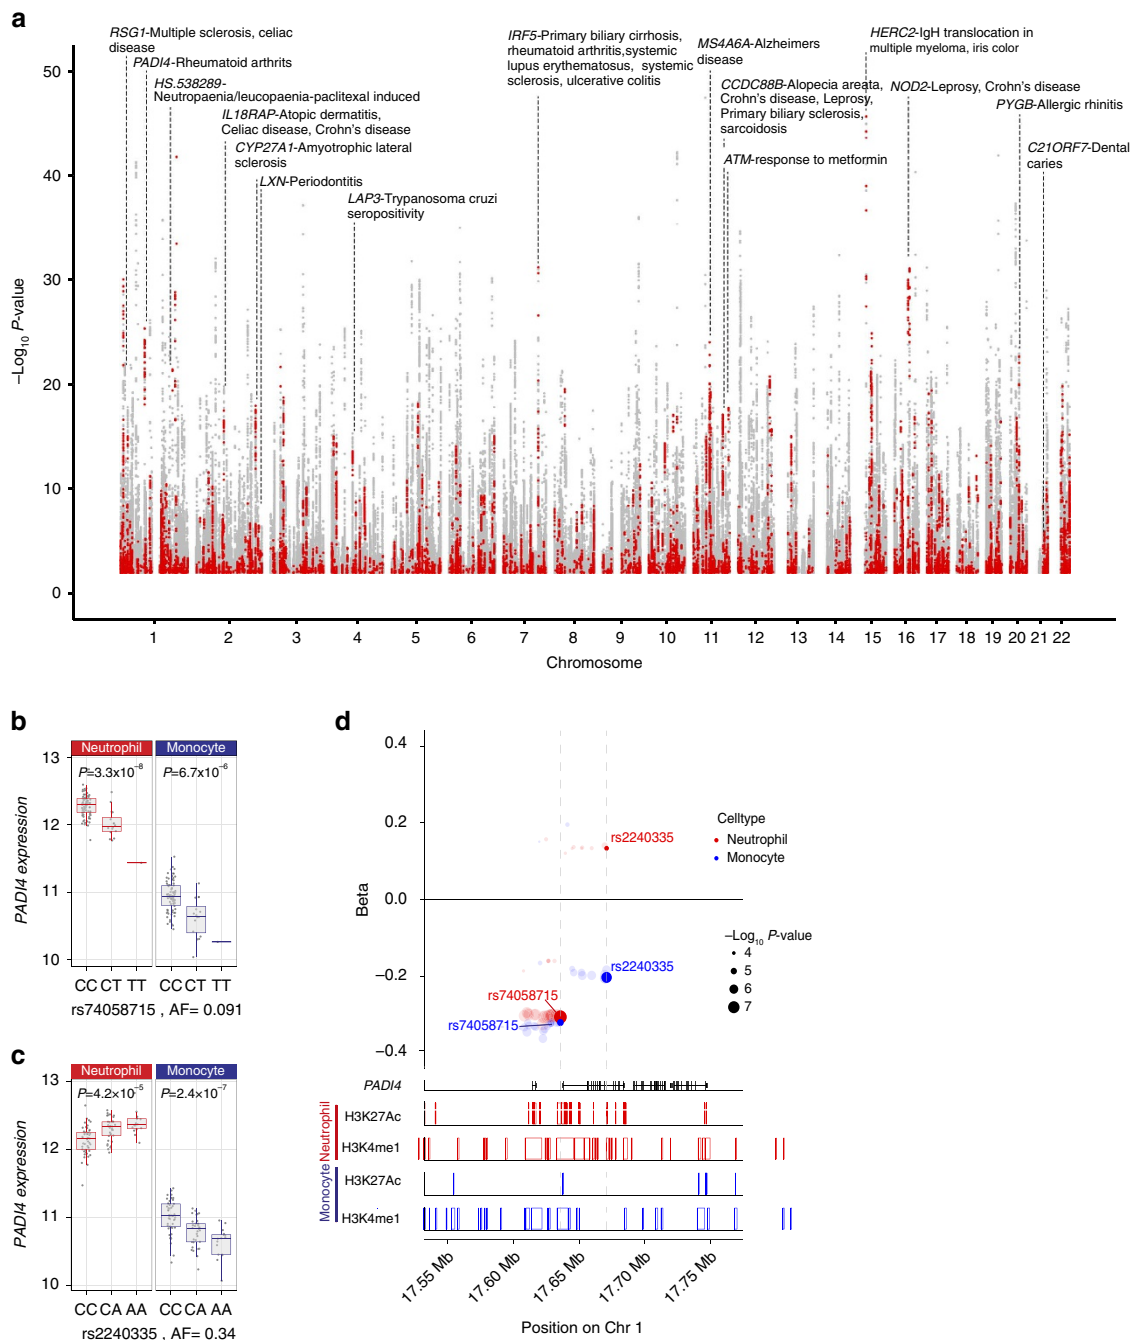 a
RSG1-Multiple sclerosis, celiac
disease
PADI4-Rheumatoid arthrits
HS.538289-
Neutropaenia/leucopaenia-paclitexal induced
IL18RAP-Atopic dermatitis,
Celiac disease, Crohn's disease
CYP27A1-Amyotrophic lateral
sclerosis
LXN-Periodontitis
LAP3-Trypanosoma cruzi
seropositivity
IRF5-Primary biliary cirrhosis,
rheumatoid arthritis,systemic
lupus erythematosus, systemic
sclerosis, ulcerative colitis
MS4A6A-Alzheimers
disease
CCDC88B-Alopecia areata,
Crohn's disease, Leprosy,
Primary biliary sclerosis,
sarcoidosis
ATM-response to metformin
HERC2-IgH translocation in
multiple myeloma, iris color
NOD2-Leprosy, Crohn's disease
PYGB-Allergic rhinitis
C21ORF7-Dental
caries
–Log10 P-value
50
40
30
20
10
0
1 2 3 4 5 6 7 8 9 10 11 12 13 14 15 16 17 18 19 20 21 22
Chromosome
b
Neutrophil Monocyte
P=3.3x10−8 P=6.7x10−6
PADI4 expression
13
12
11
10
CC CT TT CC CT TT
rs74058715 , AF= 0.091
c
Neutrophil Monocyte
P=4.2×10−5 P=2.4×10−7
PADI4 expression
13
12
11
10
CC CA AA CC CA AA
rs2240335 , AF= 0.34
d
Beta
0.4
0.2
0.0
−0.2
−0.4
rs2240335
rs2240335
rs74058715
rs74058715
Celltype
Neutrophil
Monocyte
–Log10 P-value
4
5
6
7
PADI4
Neutrophil
H3K27Ac
H3K4me1
Monocyte
H3K27Ac
H3K4me1
17.55 Mb 17.60 Mb 17.65 Mb 17.70 Mb 17.75 Mb
Position on Chr 1